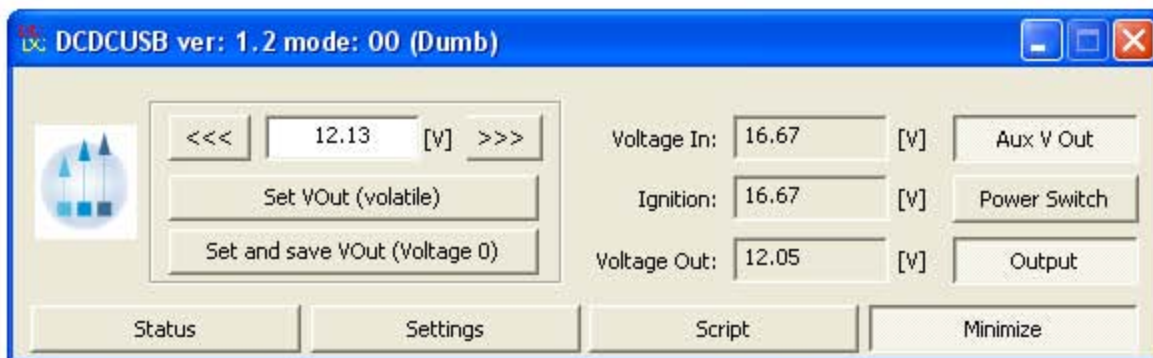 DCDCUSB ver: 1.2 mode: 00 (Dumb)
<<< 12.13 [V] >>>
Set VOut (volatile)
Set and save VOut (Voltage 0)
Voltage In: 16.67 [V] Aux V Out
Ignition: 16.67 [V] Power Switch
Voltage Out: 12.05 [V] Output
Status Settings Script Minimize